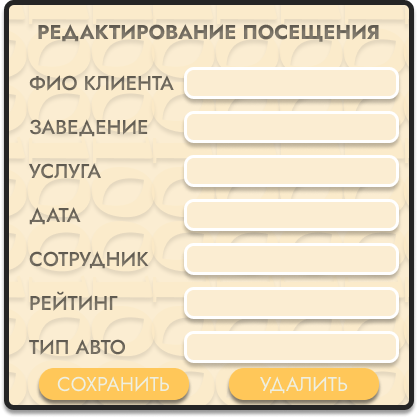 РЕДАКТИРОВАНИЕ ПОСЕЩЕНИЯ
ФИО КЛИЕНТА
ЗАВЕДЕНИЕ
УСЛУГА
ДАТА
СОТРУДНИК
РЕЙТИНГ
ТИП АВТО
СОХРАНИТЬ УДАЛИТЬ